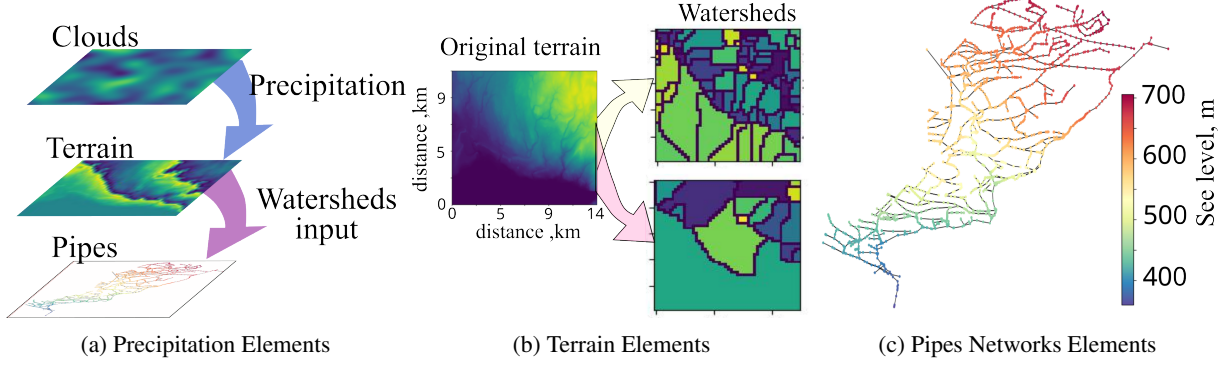 Clouds
Precipitation
Terrain
Watersheds
input
Pipes
(a) Precipitation Elements
Watersheds
Original terrain
distance ,km
9
5
0
0
5
9
14
distance ,km
(b) Terrain Elements
700
600
500
400
See level, m
(c) Pipes Networks Elements